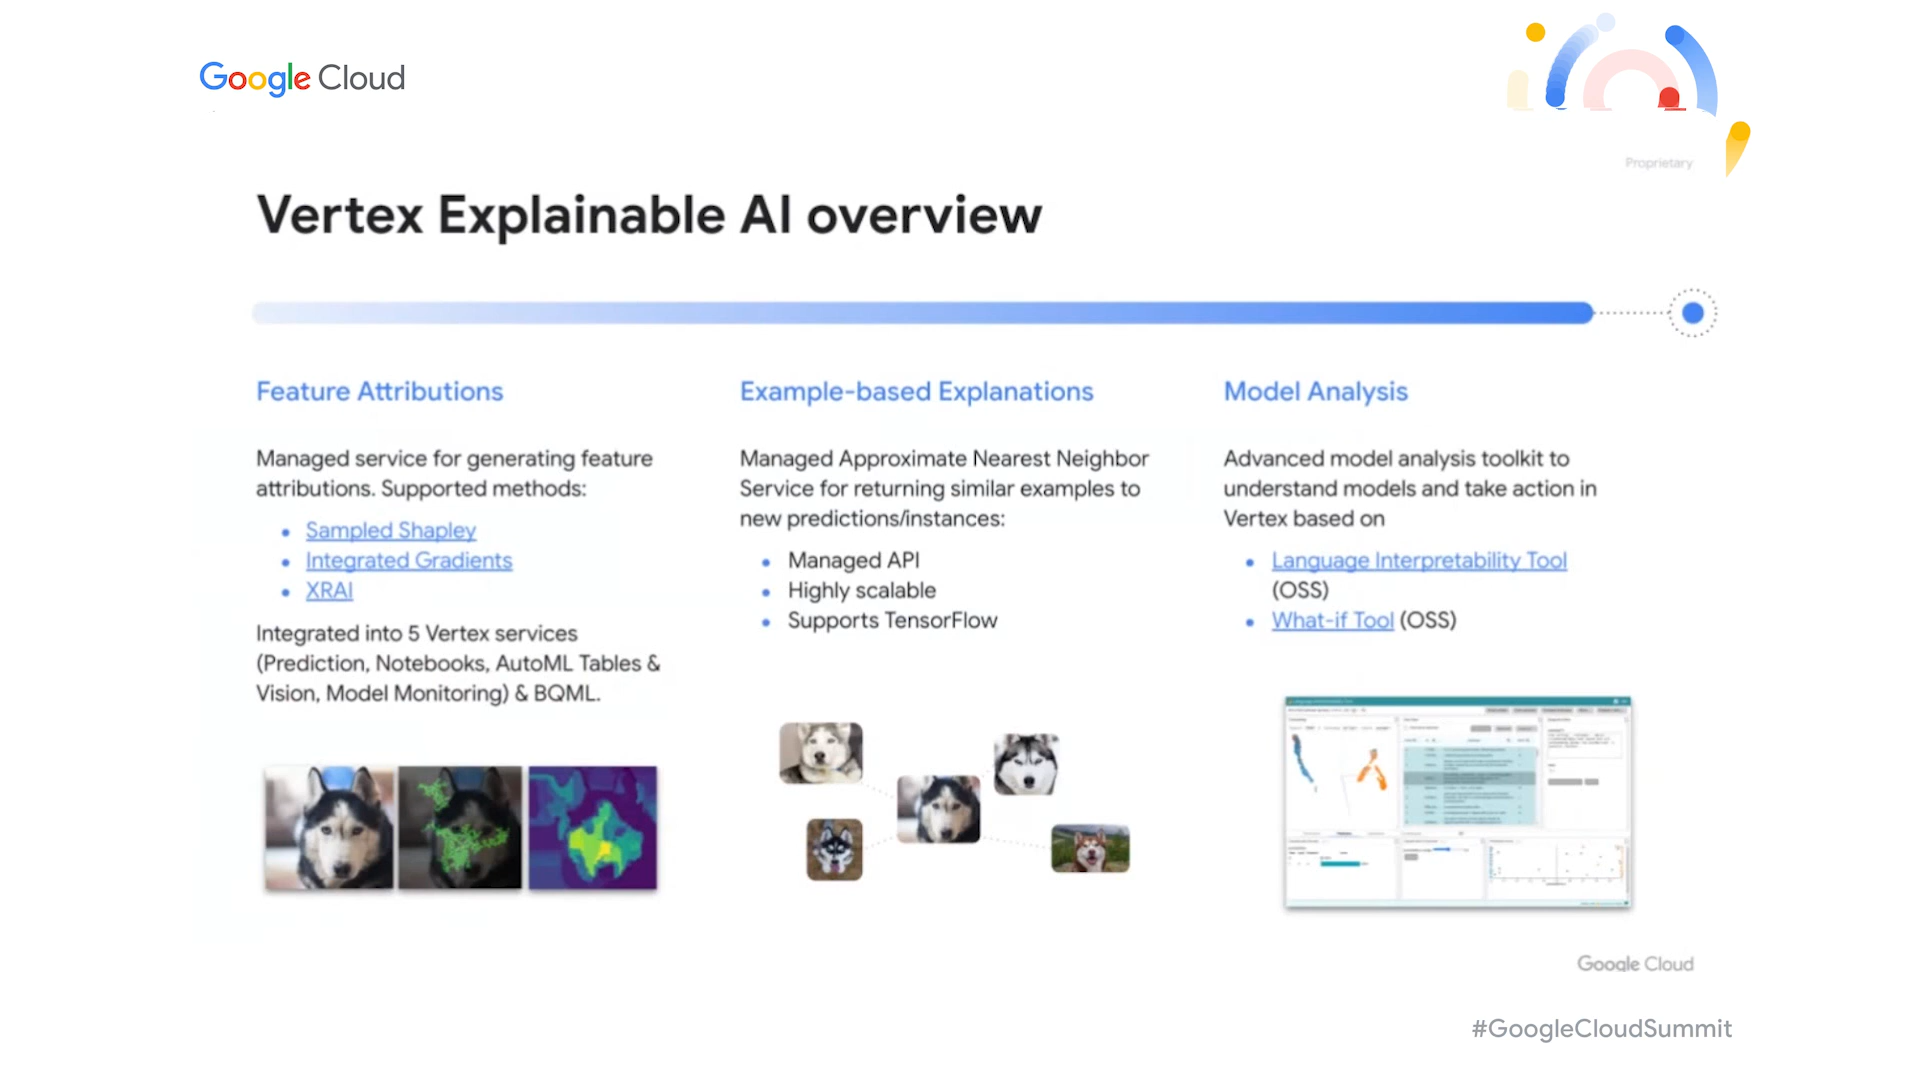 Google Cloud
Proprietary
Vertex Explainable AI overview
Feature Attributions
Managed service for generating feature
attributions. Supported methods:
Sampled Shapley
Integrated Gradients
XRAI
Integrated into 5 Vertex services
(Prediction, Notebooks, AutoML Tables &
Vision, Model Monitoring) & BQML.
Example-based Explanations
Managed Approximate Nearest Neighbor
Service for returning similar examples to
new predictions/instances:
Managed API
Highly scalable
Supports TensorFlow
Model Analysis
Advanced model analysis toolkit to
understand models and take action in
Vertex based on
Language Interpretability Tool
(OSS)
What-if Tool (OSS)
Google Cloud
#GoogleCloudSummit